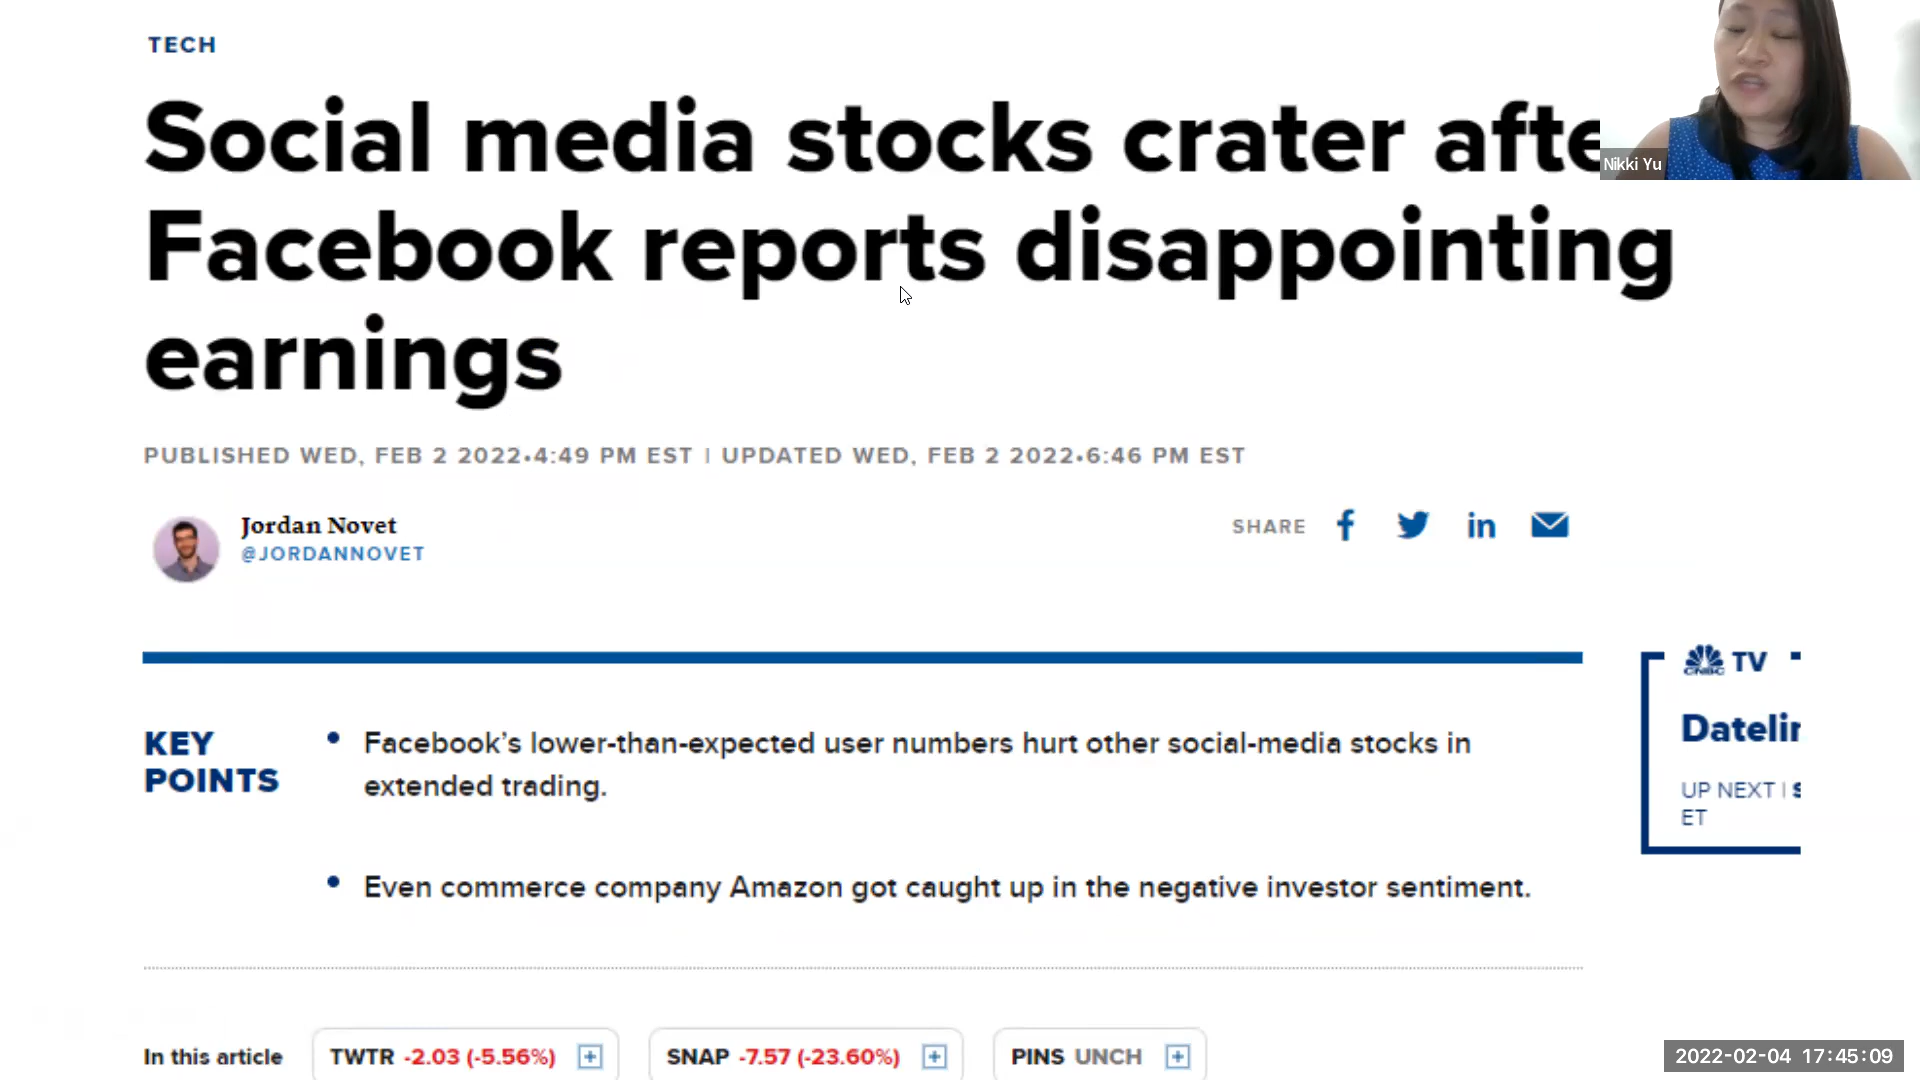 TECH
Social media stocks crater afte
Nikki Yu
Facebook reports disappointing
earnings
PUBLISHED WED, FEB 2 2022•4:49 PM EST | UPDATED WED, FEB 2 2022•6:46 PM EST
Jordan Novet
@JORDANNOVET
SHARE
KEY
POINTS
• Facebook’s lower-than-expected user numbers hurt other social-media stocks in
extended trading.
• Even commerce company Amazon got caught up in the negative investor sentiment.
CNBC TV
Datelin
UP NEXT | S
ET
In this article TWTR -2.03 (-5.56%) + SNAP -7.57 (-23.60%) + PINS UNCH +
2022-02-04 17:45:09